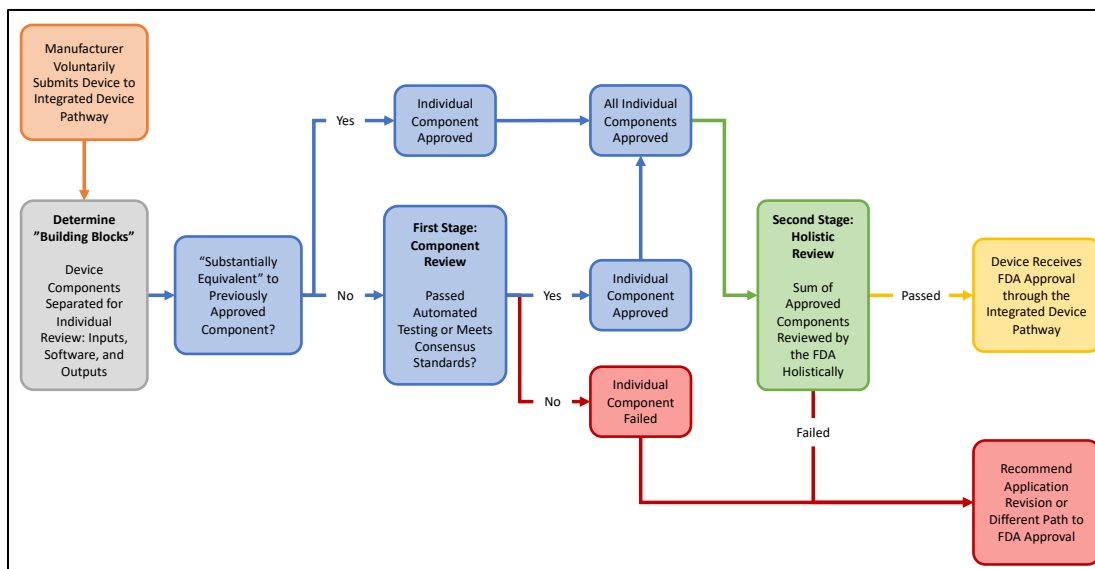 Manufacturer
Voluntarily
Submits Device to
Integrated Device
Pathway
Determine
”Building Blocks”
Device
Components
Separated for
Individual
Review: Inputs,
Software, and
Outputs
“Substantially
Equivalent” to
Previously
Approved
Component?
Yes
Individual
Component
Approved
All Individual
Components
Approved
No
First Stage:
Component
Review
Passed
Automated
Testing or Meets
Consensus
Standards?
Yes
Individual
Component
Approved
No
Individual
Component
Failed
Second Stage:
Holistic
Review
Sum of
Approved
Components
Reviewed by
the FDA
Holistically
Passed
Device Receives
FDA Approval
through the
Integrated Device
Pathway
Failed
Recommend
Application
Revision or
Different Path to
FDA Approval